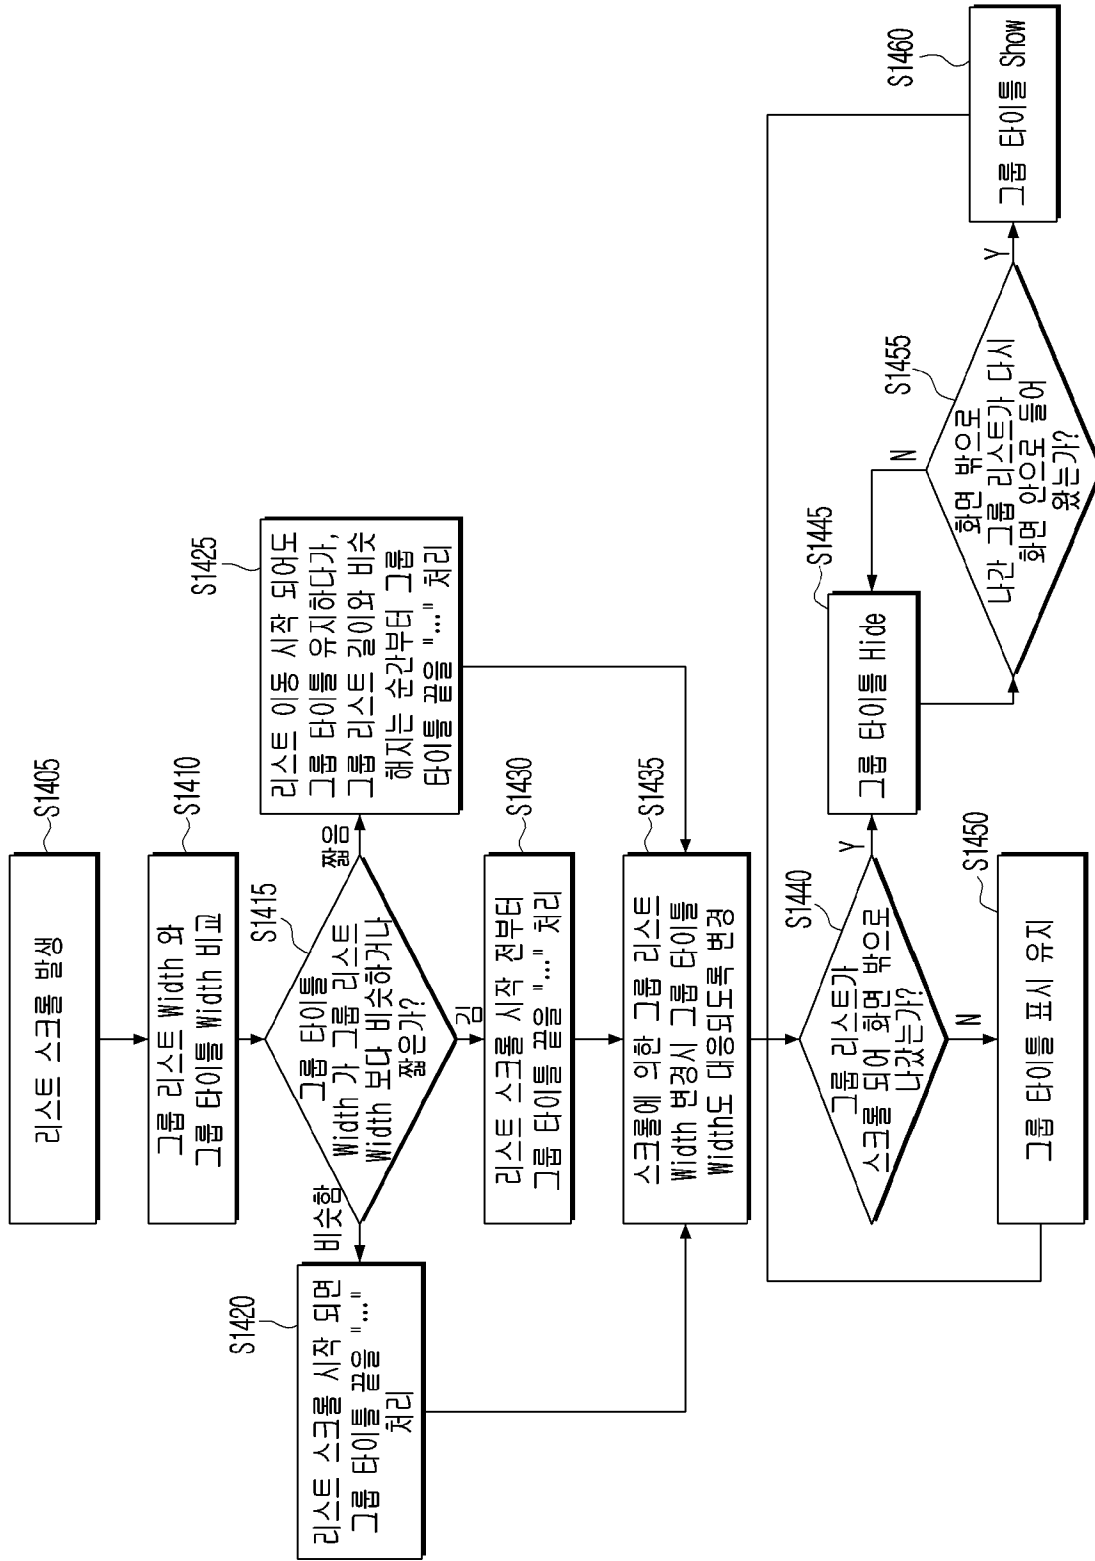 S1405
리스트 스크롤 발생
S1410
그룹 리스트 Width 와
그룹 타이틀 Width 비교
S1415
그룹 타이틀
Width 가 그룹 리스트
Width 보다 비슷하거나
짧은가?
비슷함
짧음
김
S1420
리스트 스크롤 시작 되면
그룹 타이틀 끝을 "..."
처리
S1425
리스트 이동 시작 되어도
그룹 타이틀 유지하다가,
그룹 리스트 길이와 비슷
해지는 순간부터 그룹
타이틀 끝을 "..." 처리
S1430
리스트 스크롤 시작 전부터
그룹 타이틀 끝을 "..." 처리
S1435
스크롤에 의한 그룹 리스트
Width 변경시 그룹 타이틀
Width도 대응되도록 변경
S1440
그룹 리스트가
스크롤 되어 화면 밖으로
나갔는가?
Y
N
S1445
그룹 타이틀 Hide
S1450
그룹 타이틀 표시 유지
S1455
화면 밖으로
나간 그룹 리스트가 다시
화면 안으로 들어
왔는가?
N
Y
S1460
그룹 타이틀 Show